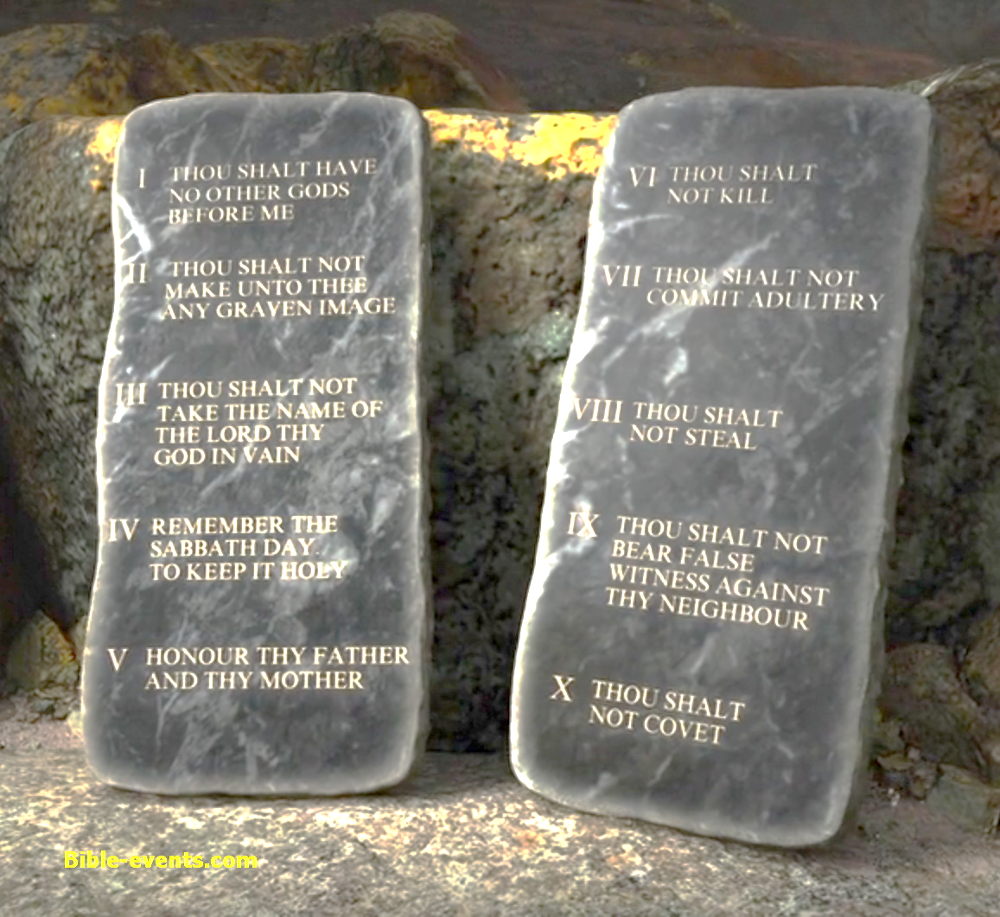 I THOU SHALT HAVE
NO OTHER GODS
BEFORE ME
II THOU SHALT NOT
MAKE UNTO THEE
ANY GRAVEN IMAGE
III THOU SHALT NOT
TAKE THE NAME OF
THE LORD THY
GOD IN VAIN
IV REMEMBER THE
SABBATH DAY.
TO KEEP IT HOLY
V HONOUR THY FATHER
AND THY MOTHER
VI THOU SHALT
NOT KILL
VII THOU SHALT NOT
COMMIT ADULTERY
VIII THOU SHALT
NOT STEAL
IX THOU SHALT NOT
BEAR FALSE
WITNESS AGAINST
THY NEIGHBOUR
X THOU SHALT
NOT COVET
Bible-events.com